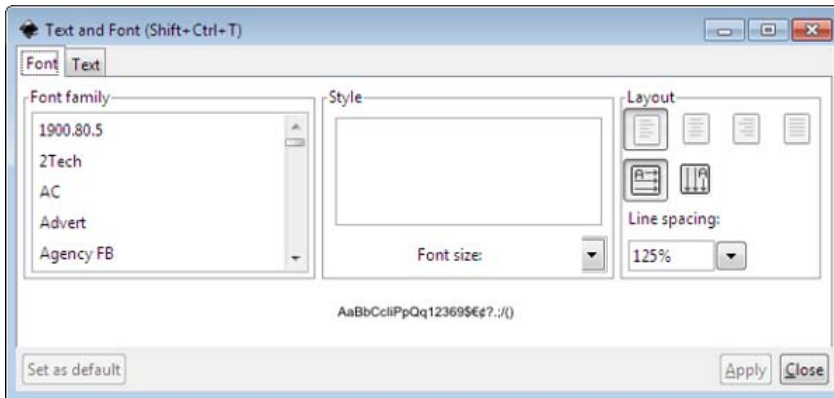 Text and Font (Shift+Ctrl+T)
Font Text
Font family
1900.80.5
2Tech
AC
Advert
Agency FB
Style
Font size:
Layout
Line spacing:
125%
AaBbCcIiPpQq12369$€¢?.;/()
Set as default
Apply Close